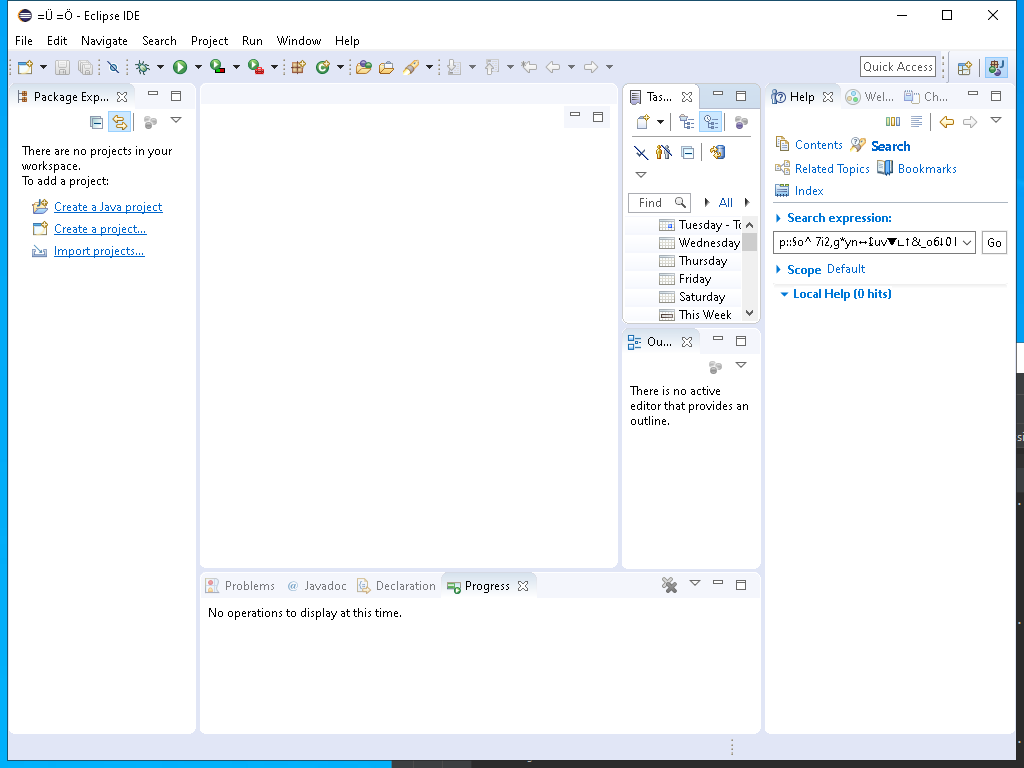 =Ü =Ö - Eclipse IDE
File Edit Navigate Search Project Run Window Help
Quick Access
Package Exp...
There are no projects in your
workspace.
To add a project:
Create a Java project
Create a project...
Import projects...
Tas...
Find
All
Tuesday - To
Wednesday
Thursday
Friday
Saturday
This Week
Ou...
There is no active
editor that provides an
outline.
Help Wel... Ch...
Contents Search
Related Topics Bookmarks
Index
Search expression:
Go
Scope Default
Local Help (0 hits)
Problems @ Javadoc Declaration Progress
No operations to display at this time.